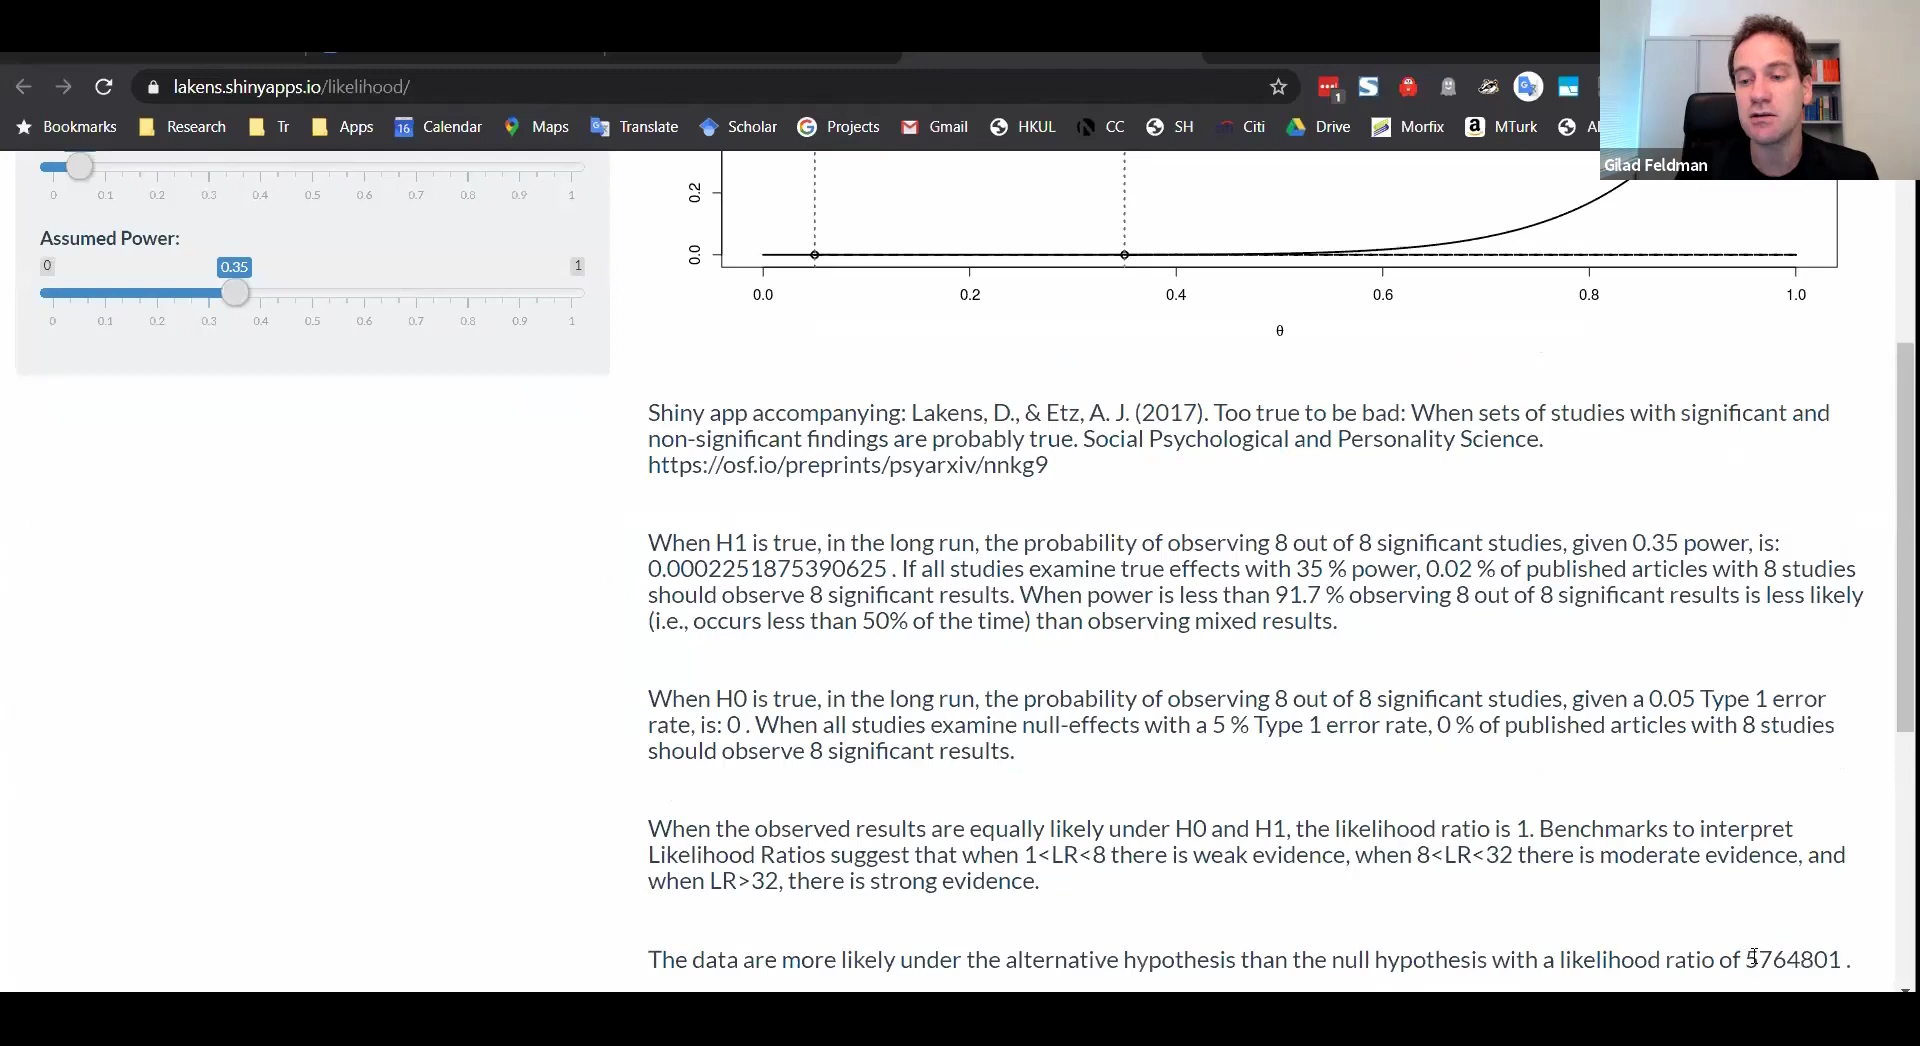 lakens.shinyapps.io/likelihood/
1
Bookmarks Research Tr Apps 16 Calendar Maps Translate Scholar Projects Gmail HKUL CC SH Citi Drive Morfix MTurk
Gilad Feldman
0 0.1 0.2 0.3 0.4 0.5 0.6 0.7 0.8 0.9 1
Assumed Power:
0 0.35 1
0 0.1 0.2 0.3 0.4 0.5 0.6 0.7 0.8 0.9 1
0.2
0.0
0.0 0.2 0.4 0.6 0.8 1.0
θ
Shiny app accompanying: Lakens, D., & Etz, A. J. (2017). Too true to be bad: When sets of studies with significant and
non-significant findings are probably true. Social Psychological and Personality Science.
https://osf.io/preprints/psyarxiv/nnkg9
When H1 is true, in the long run, the probability of observing 8 out of 8 significant studies, given 0.35 power, is:
0.0002251875390625 . If all studies examine true effects with 35 % power, 0.02 % of published articles with 8 studies
should observe 8 significant results. When power is less than 91.7 % observing 8 out of 8 significant results is less likely
(i.e., occurs less than 50% of the time) than observing mixed results.
When H0 is true, in the long run, the probability of observing 8 out of 8 significant studies, given a 0.05 Type 1 error
rate, is: 0 . When all studies examine null-effects with a 5 % Type 1 error rate, 0 % of published articles with 8 studies
should observe 8 significant results.
When the observed results are equally likely under H0 and H1, the likelihood ratio is 1. Benchmarks to interpret
Likelihood Ratios suggest that when 1<LR<8 there is weak evidence, when 8<LR<32 there is moderate evidence, and
when LR>32, there is strong evidence.
The data are more likely under the alternative hypothesis than the null hypothesis with a likelihood ratio of 5764801 .